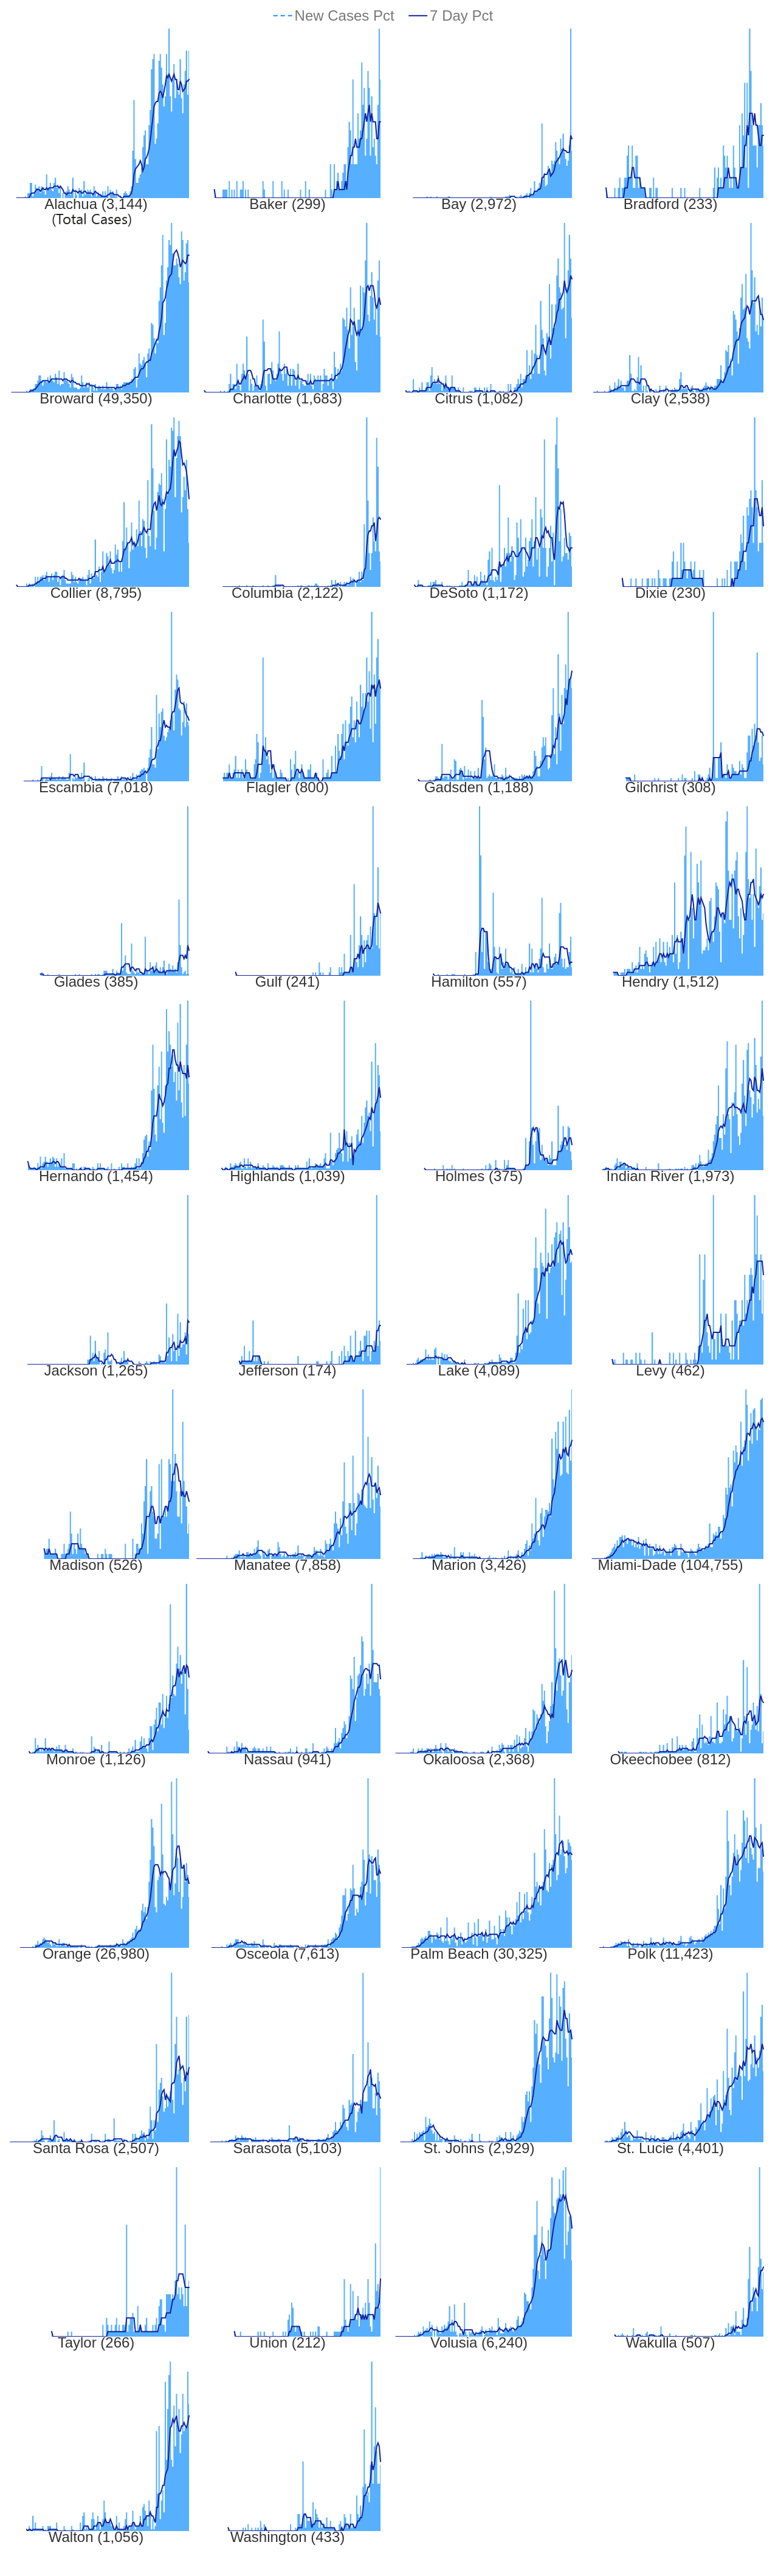 New Cases Pct 7 Day Pct
Alachua (3,144) Baker (299) Bay (2,972) Bradford (233)
(Total Cases)
Broward (49,350) Charlotte (1,683) Citrus (1,082) Clay (2,538)
Collier (8,795) Columbia (2,122) DeSoto (1,172) Dixie (230)
Escambia (7,018) Flagler (800) Gadsden (1,188) Gilchrist (308)
Glades (385) Gulf (241) Hamilton (557) Hendry (1,512)
Hernando (1,454) Highlands (1,039) Holmes (375) Indian River (1,973)
Jackson (1,265) Jefferson (174) Lake (4,089) Levy (462)
Madison (526) Manatee (7,858) Marion (3,426) Miami-Dade (104,755)
Monroe (1,126) Nassau (941) Okaloosa (2,368) Okeechobee (812)
Orange (26,980) Osceola (7,613) Palm Beach (30,325) Polk (11,423)
Santa Rosa (2,507) Sarasota (5,103) St. Johns (2,929) St. Lucie (4,401)
Taylor (266) Union (212) Volusia (6,240) Wakulla (507)
Walton (1,056) Washington (433)